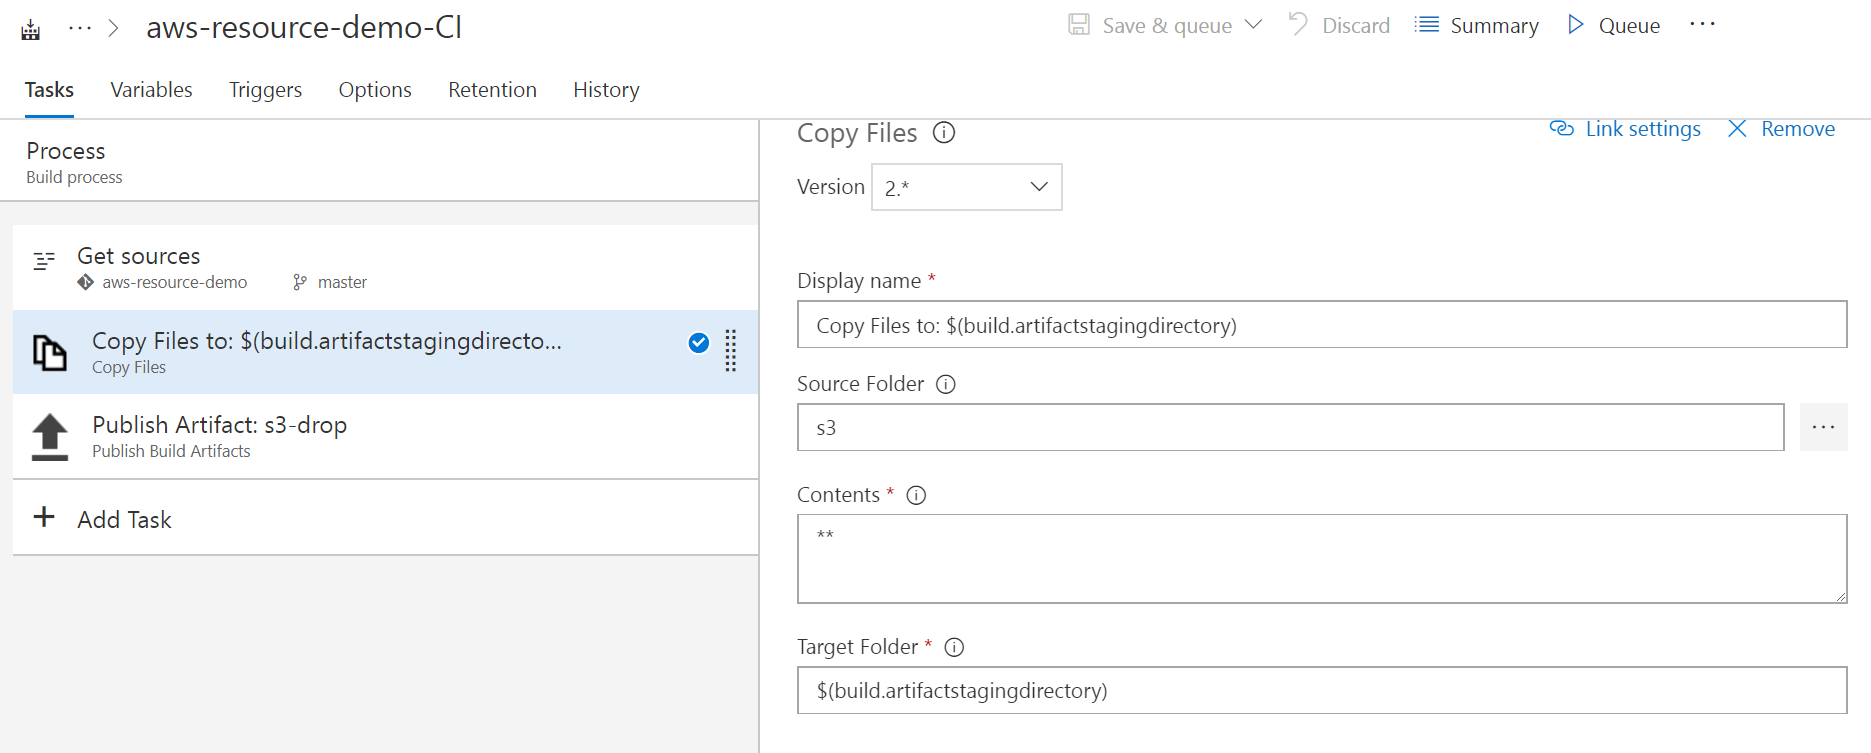 ··· > aws-resource-demo-CI
Save & queue Discard Summary Queue ···
Tasks Variables Triggers Options Retention History
Process
Build process
Get sources
aws-resource-demo master
Copy Files to: $(build.artifactstagingdirecto...
Copy Files
Publish Artifact: s3-drop
Publish Build Artifacts
+ Add Task
Copy Files
Link settings Remove
Version 2.*
Display name *
Copy Files to: $(build.artifactstagingdirectory)
Source Folder
s3
···
Contents *
**
Target Folder *
$(build.artifactstagingdirectory)